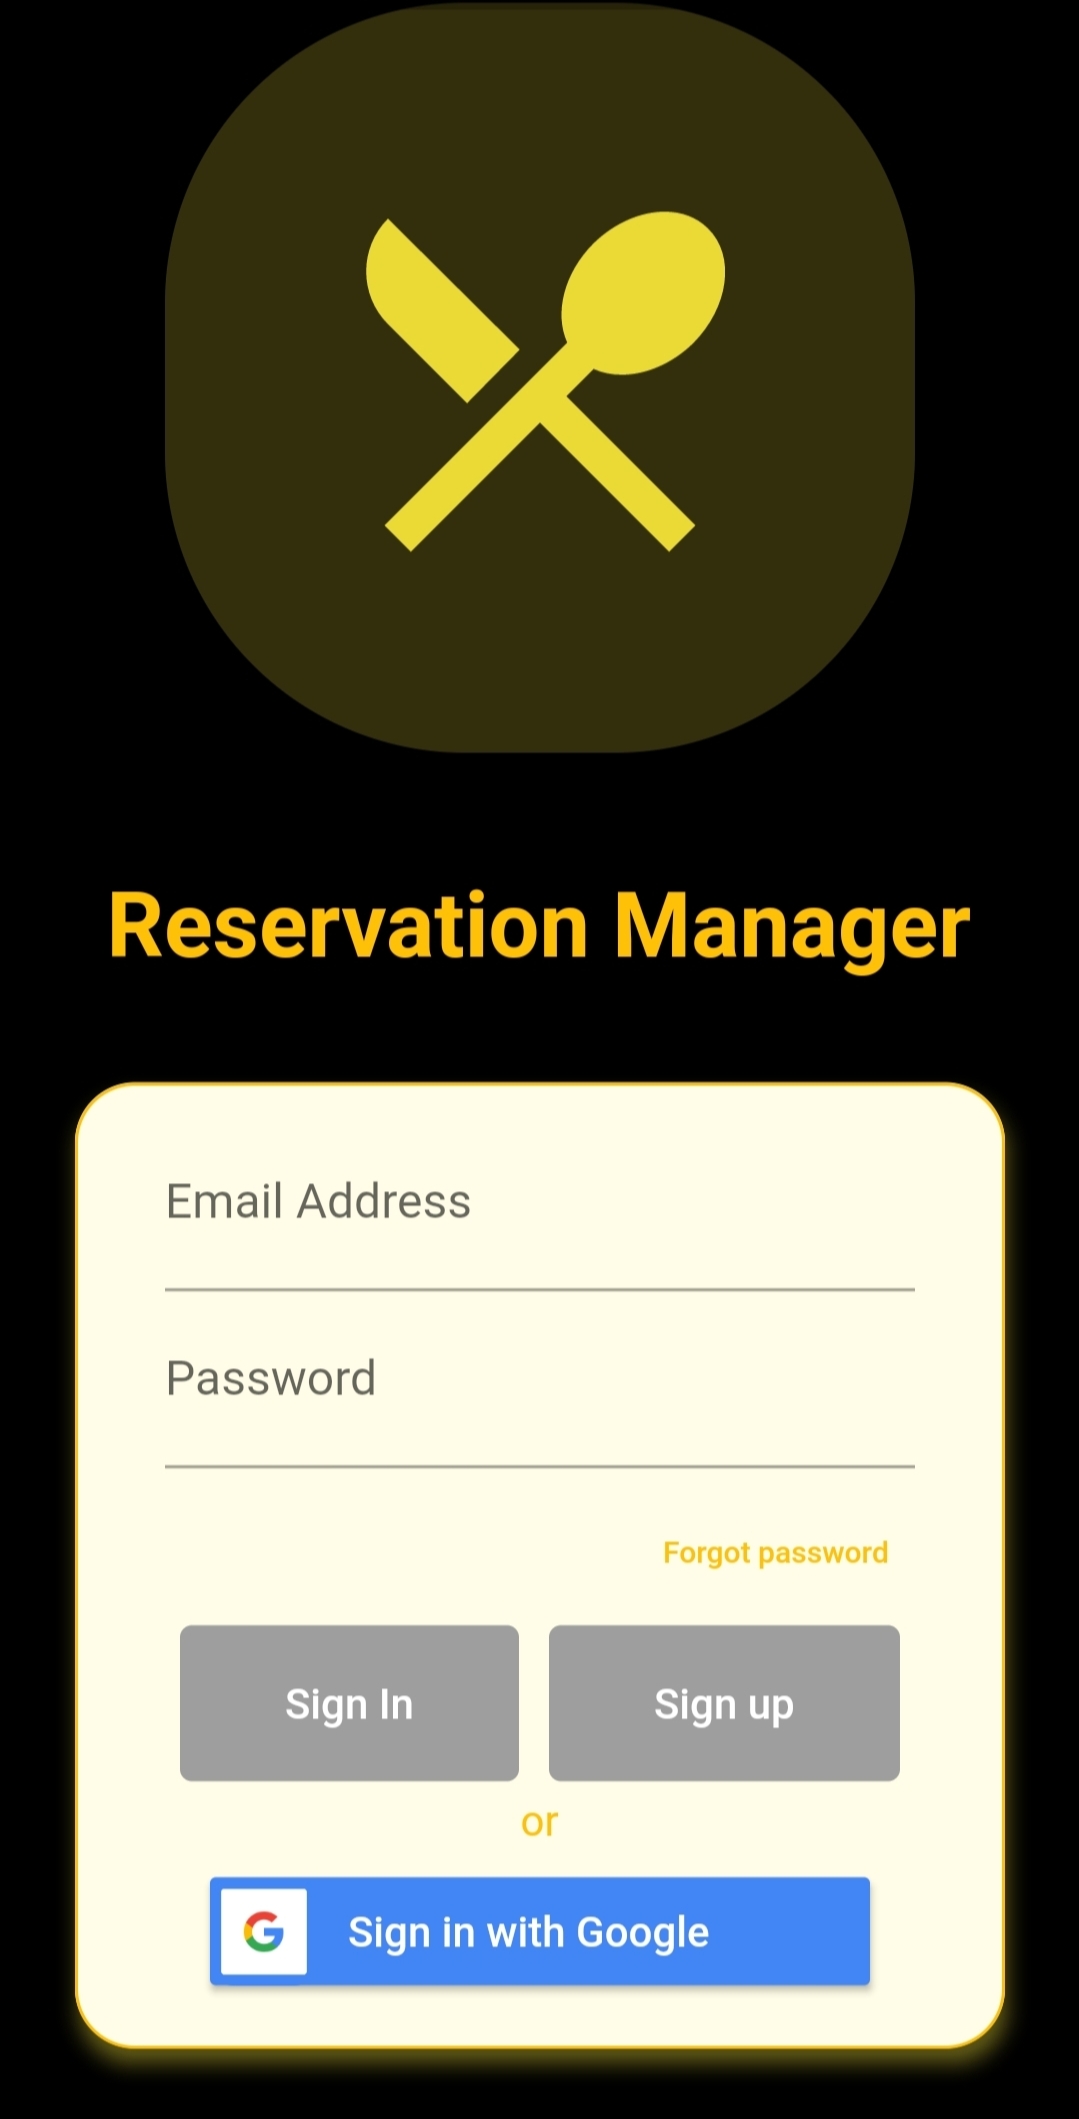 Reservation Manager
Email Address
Password
Forgot password
Sign In
Sign up
or
Sign in with Google